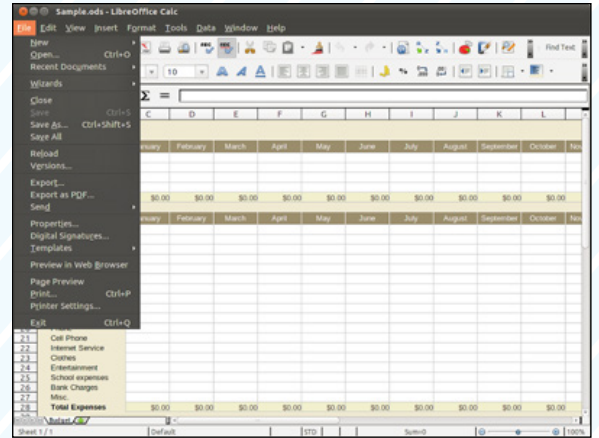 Sample.ods - LibreOffice Calc
File Edit View Insert Format Tools Data Window Help
New
Open... Ctrl+O
Recent Documents
Wizards
Close
Save Ctrl+S
Save As... Ctrl+Shift+S
Save All
Reload
Versions...
Export...
Export as PDF...
Send
Properties...
Digital Signatures...
Templates
Preview in Web Browser
Page Preview
Print... Ctrl+P
Printer Settings...
Exit Ctrl+Q
Find Text
10
Σ =
C D E F G H I J K L
nuary February March April May June July August September October Nov
$0.00 $0.00 $0.00 $0.00 $0.00 $0.00 $0.00 $0.00 $0.00 $0.00
nuary February March April May June July August September October Nov
21 Cell Phone
22 Internet Service
23 Clothes
24 Entertainment
25 School expenses
26 Bank Charges
27 Misc.
28 Total Expenses $0.00 $0.00 $0.00 $0.00 $0.00 $0.00 $0.00 $0.00 $0.00 $0.00
Budget
Sheet 1 / 1 Default STD Sum=0 100%